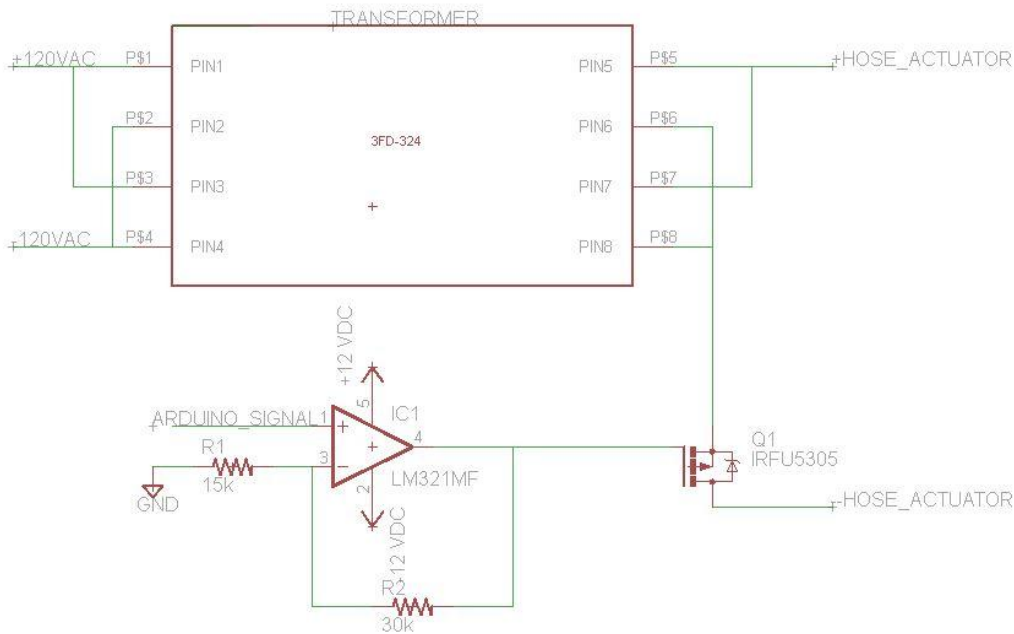 TRANSFORMER
+120VAC P$1 PIN1 PIN5 P$5 +HOSE_ACTUATOR
P$2 PIN2 PIN6 P$6
3FD-324
P$3 PIN3 PIN7 P$7
-120VAC P$4 PIN4 PIN8 P$8
+12 VDC
5 IC1
ARDUINO_SIGNAL 1 + 4
R1 3 - LM321MF
15k 2
GND
-12 VDC
R2
30k
Q1
IRFU5305
-HOSE_ACTUATOR